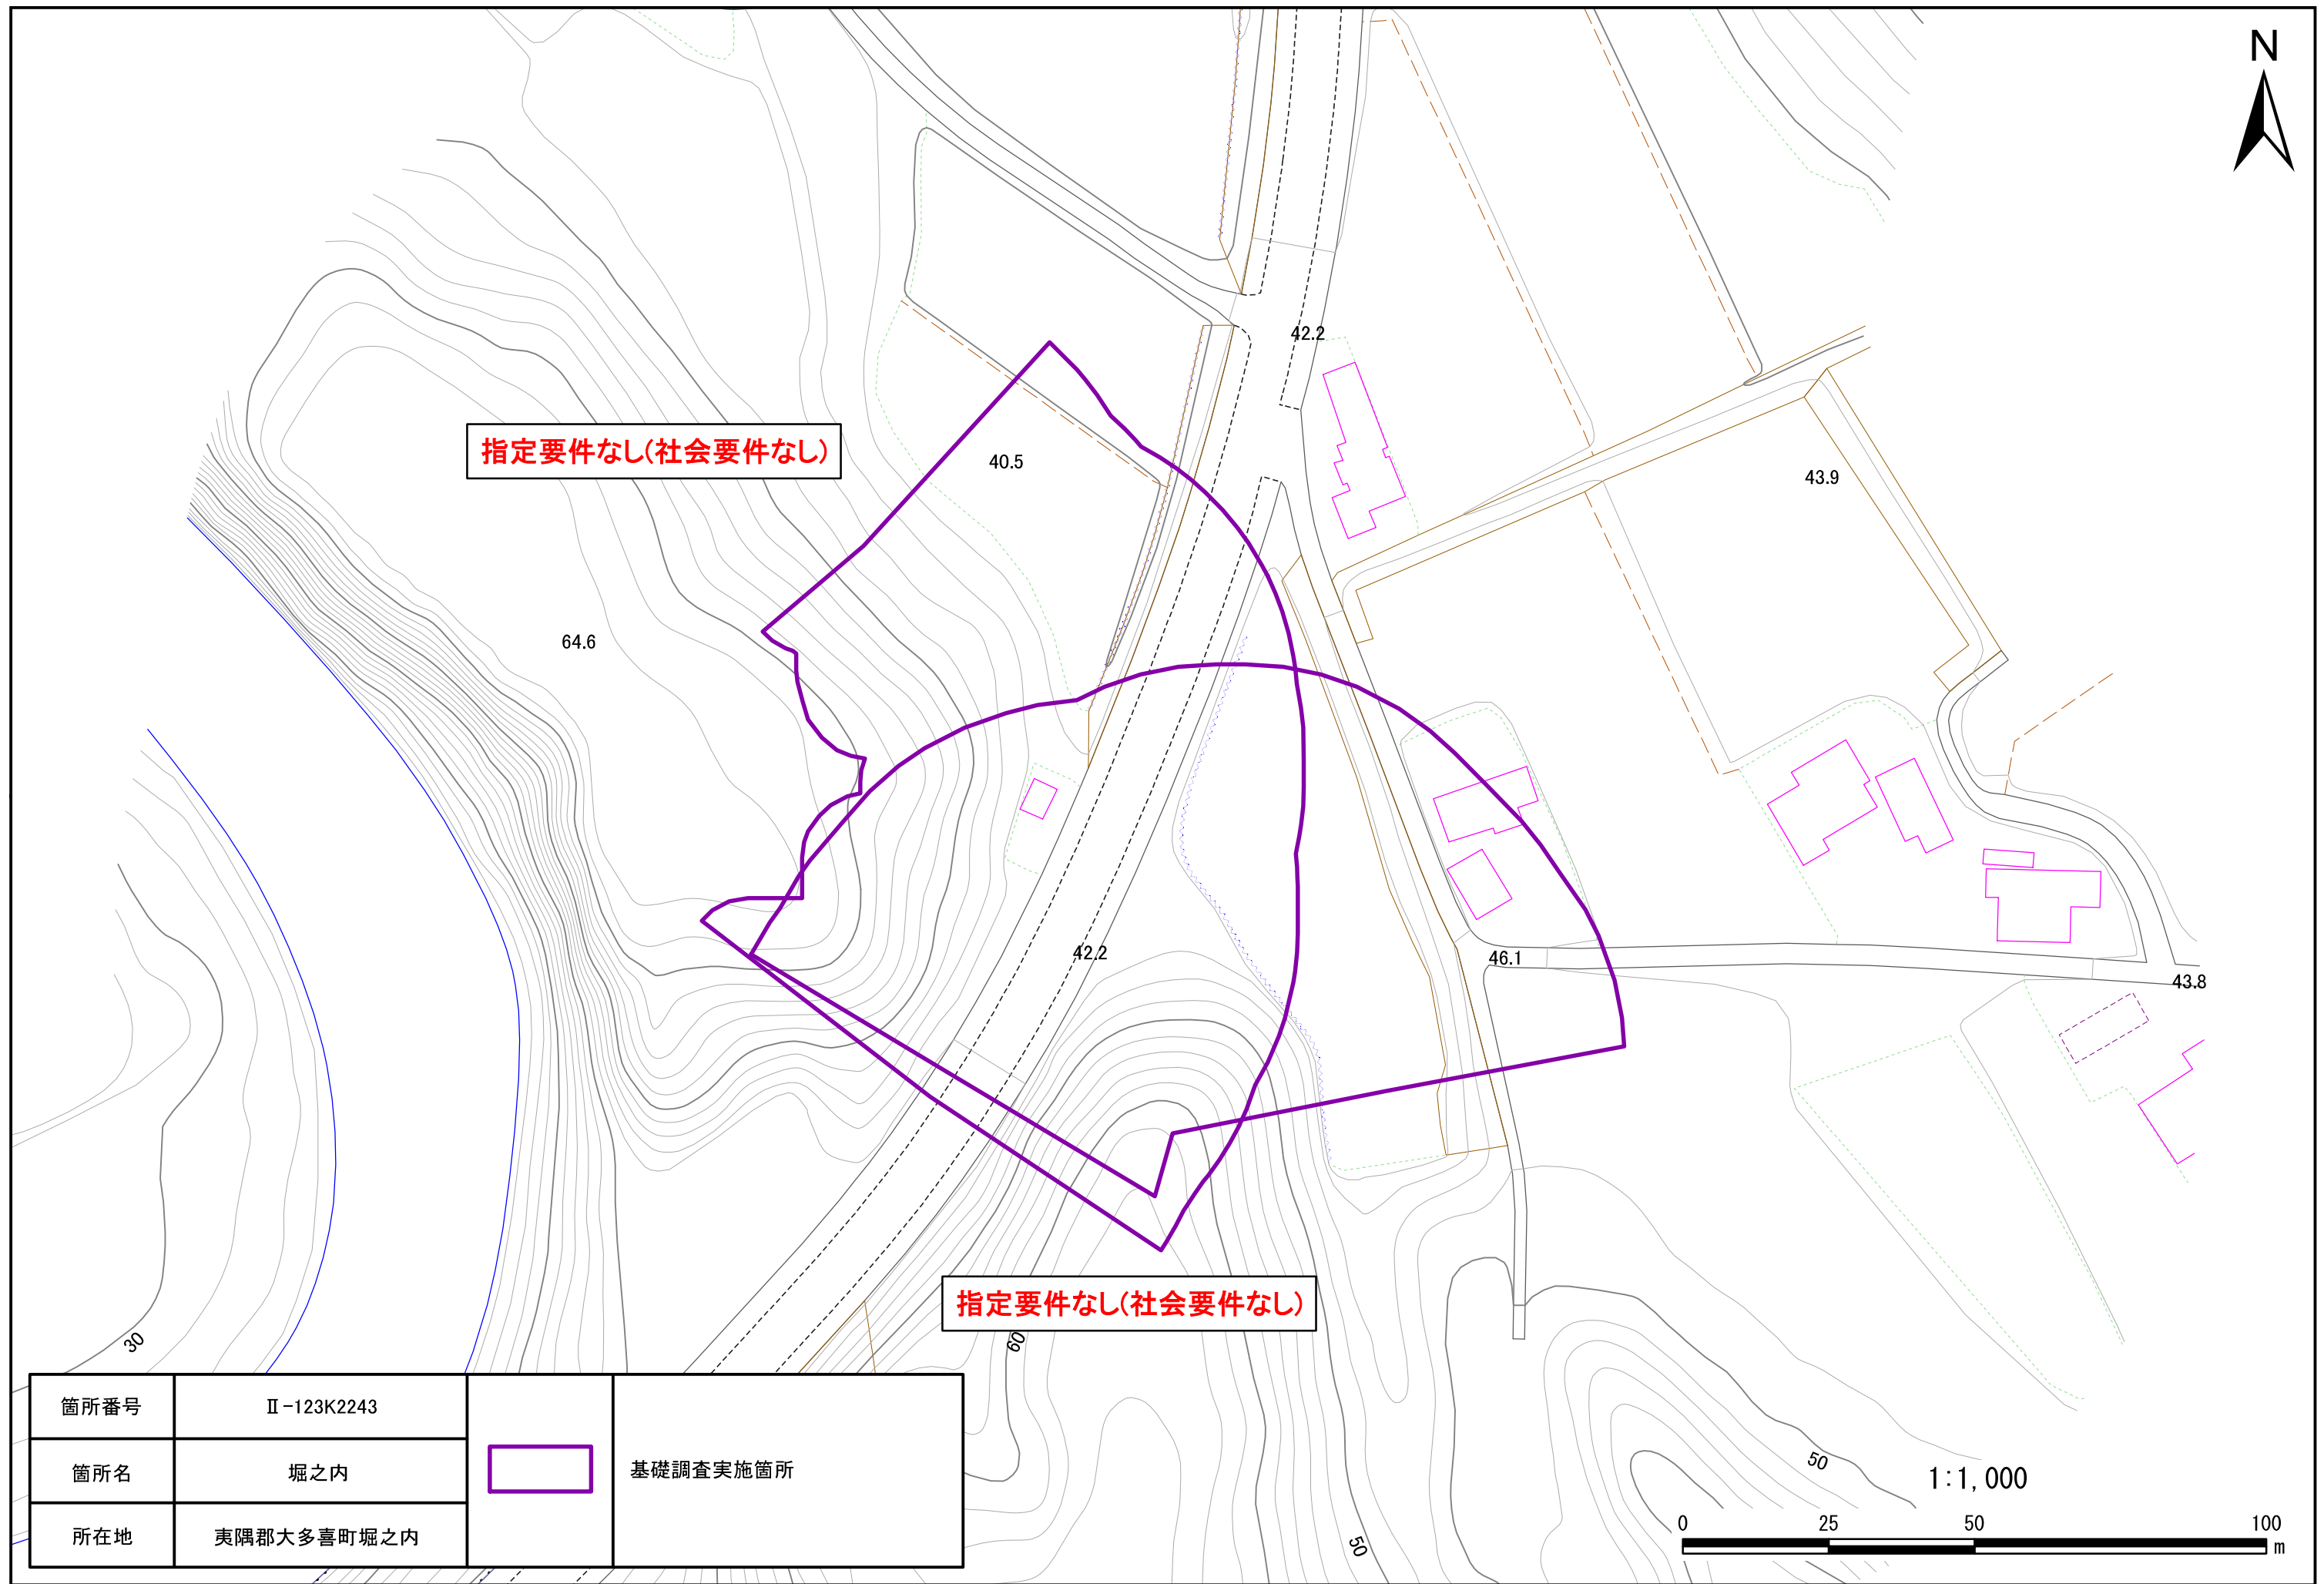 N
42.2
指定要件なし(社会要件なし)
40.5
43.9
64.6
42.2
46.1
43.8
指定要件なし(社会要件なし)
30
60
50
50
箇所番号 Ⅱ-123K2243
箇所名 堀之内
所在地 夷隅郡大多喜町堀之内
基礎調査実施箇所
1:1,000
0 25 50 100
m